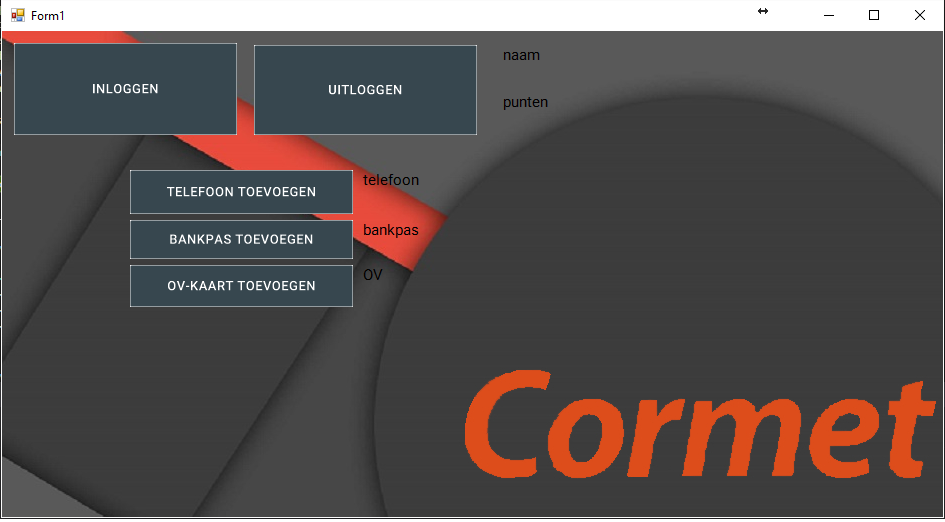 Form1
INLOGGEN
UITLOGGEN
naam
punten
TELEFOON TOEVOEGEN
telefoon
BANKPAS TOEVOEGEN
bankpas
OV-KAART TOEVOEGEN
OV
Cormet